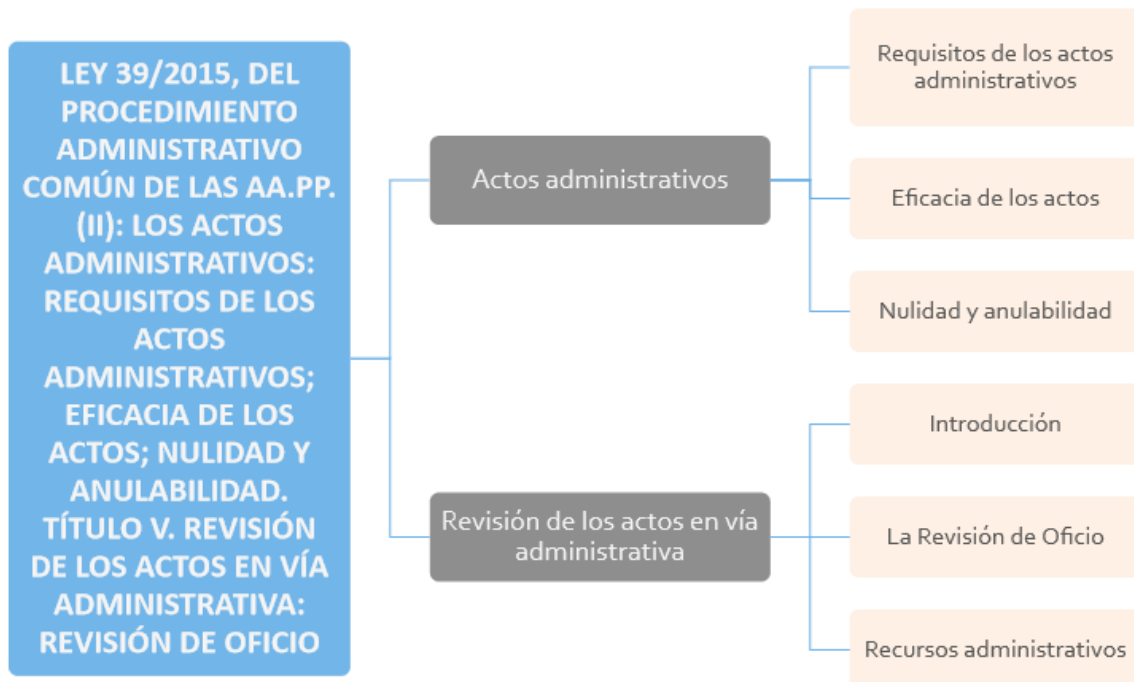 LEY 39/2015, DEL
PROCEDIMIENTO
ADMINISTRATIVO
COMÚN DE LAS AA.PP.
(II): LOS ACTOS
ADMINISTRATIVOS:
REQUISITOS DE LOS
ACTOS
ADMINISTRATIVOS;
EFICACIA DE LOS
ACTOS; NULIDAD Y
ANULABILIDAD.
TÍTULO V. REVISIÓN
DE LOS ACTOS EN VÍA
ADMINISTRATIVA:
REVISIÓN DE OFICIO
Actos administrativos
Requisitos de los actos
administrativos
Eficacia de los actos
Nulidad y anulabilidad
Revisión de los actos en vía
administrativa
Introducción
La Revisión de Oficio
Recursos administrativos